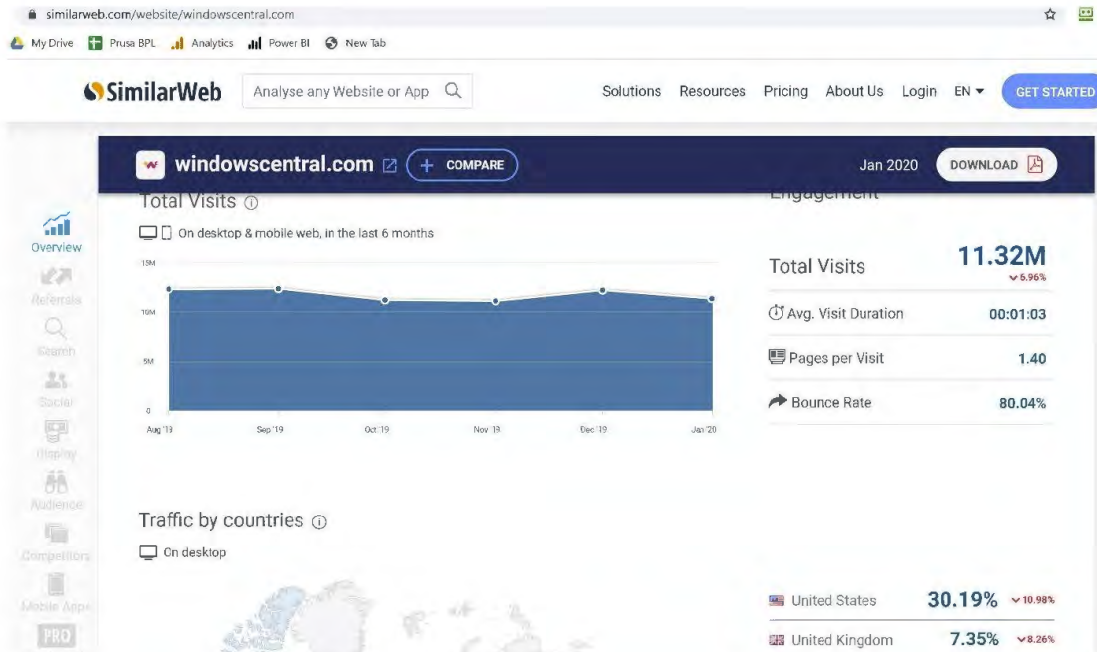 similarweb.com/website/windowscentral.com
My Drive Prusa BPL Analytics Power BI New Tab
SimilarWeb Analyse any Website or App Solutions Resources Pricing About Us Login EN GET STARTED
windowscentral.com + COMPARE Jan 2020 DOWNLOAD
Total Visits
On desktop & mobile web, in the last 6 months
15M
10M
5M
0
Aug '19 Sep '19 Oct '19 Nov '19 Dec '19 Jan '20
Engagement
Total Visits 11.32M
6.96%
Avg. Visit Duration 00:01:03
Pages per Visit 1.40
Bounce Rate 80.04%
Overview
Referrals
Search
Social
Display
Audience
Competitors
Mobile Apps
PRO
Traffic by countries
On desktop
United States 30.19% 10.98%
United Kingdom 7.35% 8.26%